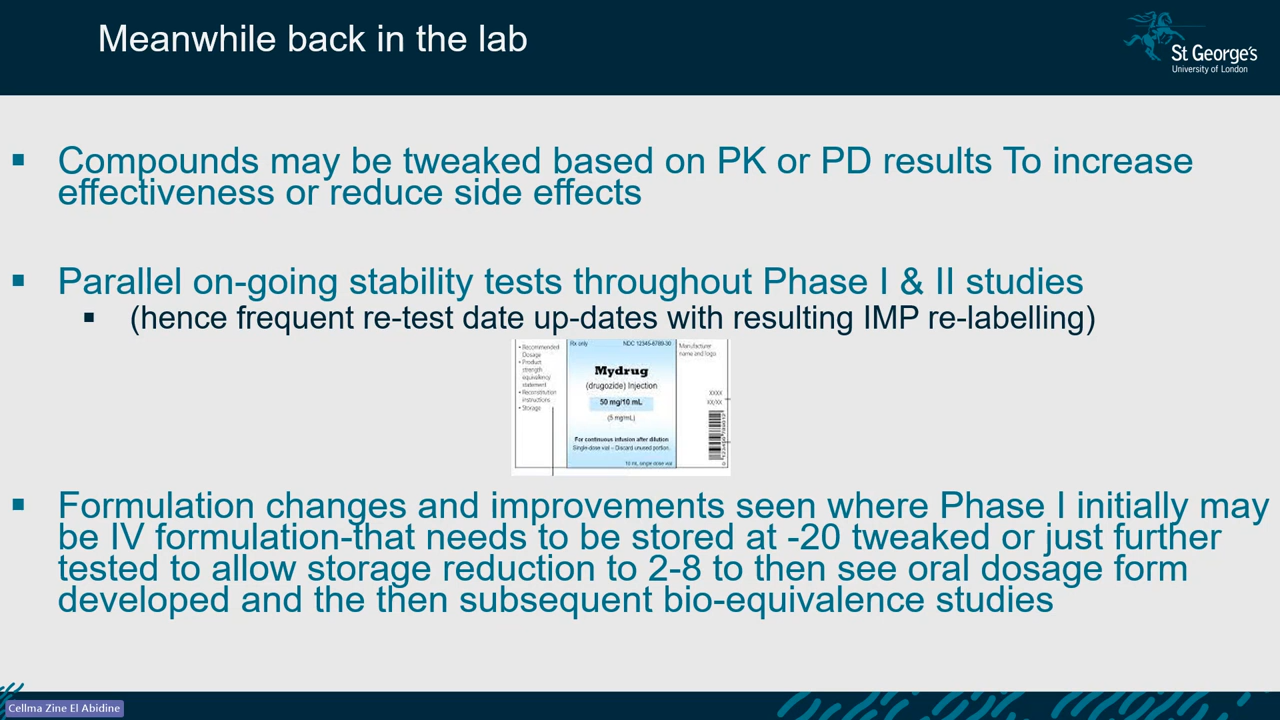 Meanwhile back in the lab
St George's
University of London
Compounds may be tweaked based on PK or PD results To increase
effectiveness or reduce side effects
Parallel on-going stability tests throughout Phase I & II studies
(hence frequent re-test date up-dates with resulting IMP re-labelling)
• Recommended
Dosage
• Product
strength
equivalency
statement
• Reconstitution
instructions
• Storage
Rx only
NDC 12345-6789-30
Mydrug
(drugozide) Injection
50 mg/10 mL
(5 mg/mL)
For continuous infusion after dilution
Single-dose vial – Discard unused portion.
10 mL single-dose vial
Manufacturer
name and logo
XXXX
XX/XX
Formulation changes and improvements seen where Phase I initially may
be IV formulation-that needs to be stored at -20 tweaked or just further
tested to allow storage reduction to 2-8 to then see oral dosage form
developed and the then subsequent bio-equivalence studies
Cellma Zine El Abidine